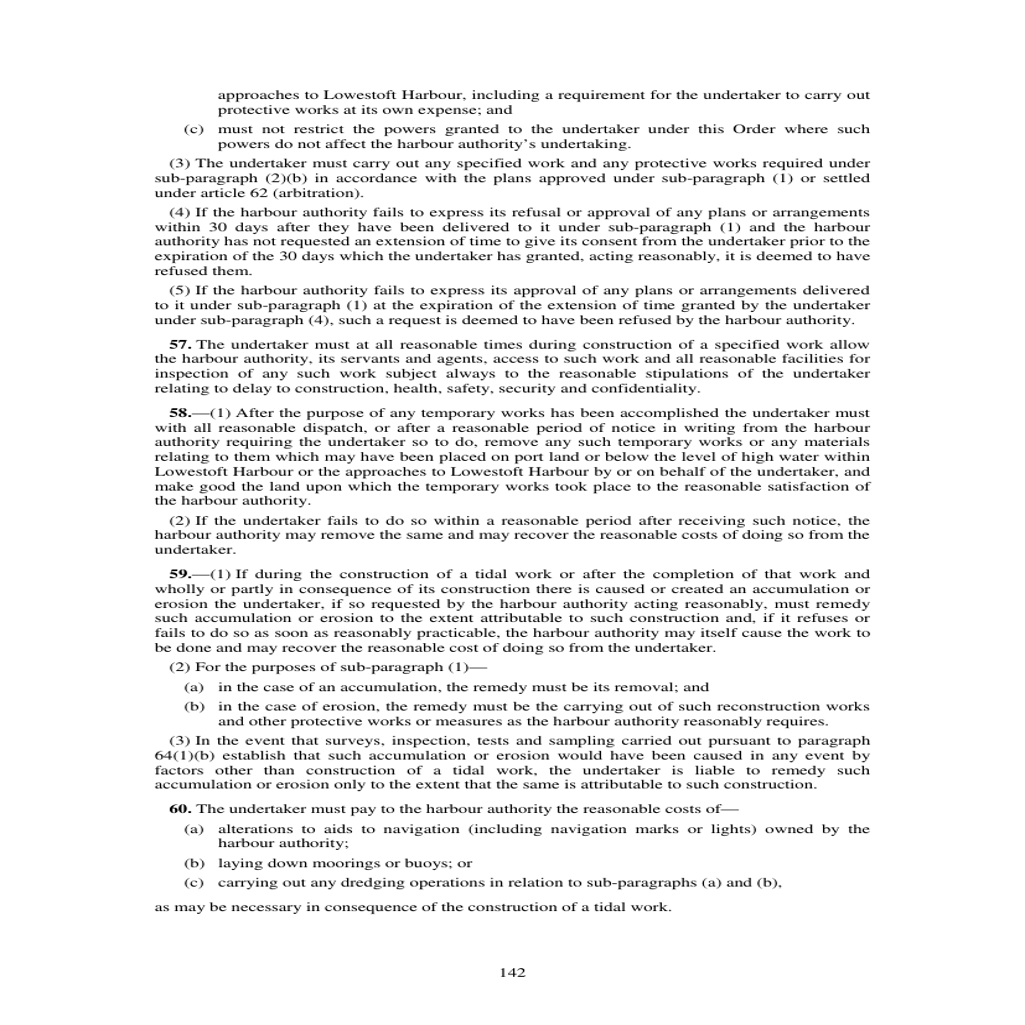 approaches to Lowestoft Harbour, including a requirement for the undertaker to carry out
protective works at its own expense; and
(c) must not restrict the powers granted to the undertaker under this Order where such
powers do not affect the harbour authority's undertaking.
(3) The undertaker must carry out any specified work and any protective works required under
sub-paragraph (2)(b) in accordance with the plans approved under sub-paragraph (1) or settled
under article 62 (arbitration).
(4) If the harbour authority fails to express its refusal or approval of any plans or arrangements
within 30 days after they have been delivered to it under sub-paragraph (1) and the harbour
authority has not requested an extension of time to give its consent from the undertaker prior to the
expiration of the 30 days which the undertaker has granted, acting reasonably, it is deemed to have
refused them.
(5) If the harbour authority fails to express its approval of any plans or arrangements delivered
to it under sub-paragraph (1) at the expiration of the extension of time granted by the undertaker
under sub-paragraph (4), such a request is deemed to have been refused by the harbour authority.
57. The undertaker must at all reasonable times during construction of a specified work allow
the harbour authority, its servants and agents, access to such work and all reasonable facilities for
inspection of any such work subject always to the reasonable stipulations of the undertaker
relating to delay to construction, health, safety, security and confidentiality.
58.—(1) After the purpose of any temporary works has been accomplished the undertaker must
with all reasonable dispatch, or after a reasonable period of notice in writing from the harbour
authority requiring the undertaker so to do, remove any such temporary works or any materials
relating to them which may have been placed on port land or below the level of high water within
Lowestoft Harbour or the approaches to Lowestoft Harbour by or on behalf of the undertaker, and
make good the land upon which the temporary works took place to the reasonable satisfaction of
the harbour authority.
(2) If the undertaker fails to do so within a reasonable period after receiving such notice, the
harbour authority may remove the same and may recover the reasonable costs of doing so from the
undertaker.
59.—(1) If during the construction of a tidal work or after the completion of that work and
wholly or partly in consequence of its construction there is caused or created an accumulation or
erosion the undertaker, if so requested by the harbour authority acting reasonably, must remedy
such accumulation or erosion to the extent attributable to such construction and, if it refuses or
fails to do so as soon as reasonably practicable, the harbour authority may itself cause the work to
be done and may recover the reasonable cost of doing so from the undertaker.
(2) For the purposes of sub-paragraph (1)—
(a) in the case of an accumulation, the remedy must be its removal; and
(b) in the case of erosion, the remedy must be the carrying out of such reconstruction works
and other protective works or measures as the harbour authority reasonably requires.
(3) In the event that surveys, inspection, tests and sampling carried out pursuant to paragraph
64(1)(b) establish that such accumulation or erosion would have been caused in any event by
factors other than construction of a tidal work, the undertaker is liable to remedy such
accumulation or erosion only to the extent that the same is attributable to such construction.
60. The undertaker must pay to the harbour authority the reasonable costs of—
(a) alterations to aids to navigation (including navigation marks or lights) owned by the
harbour authority;
(b) laying down moorings or buoys; or
(c) carrying out any dredging operations in relation to sub-paragraphs (a) and (b),
as may be necessary in consequence of the construction of a tidal work.
142